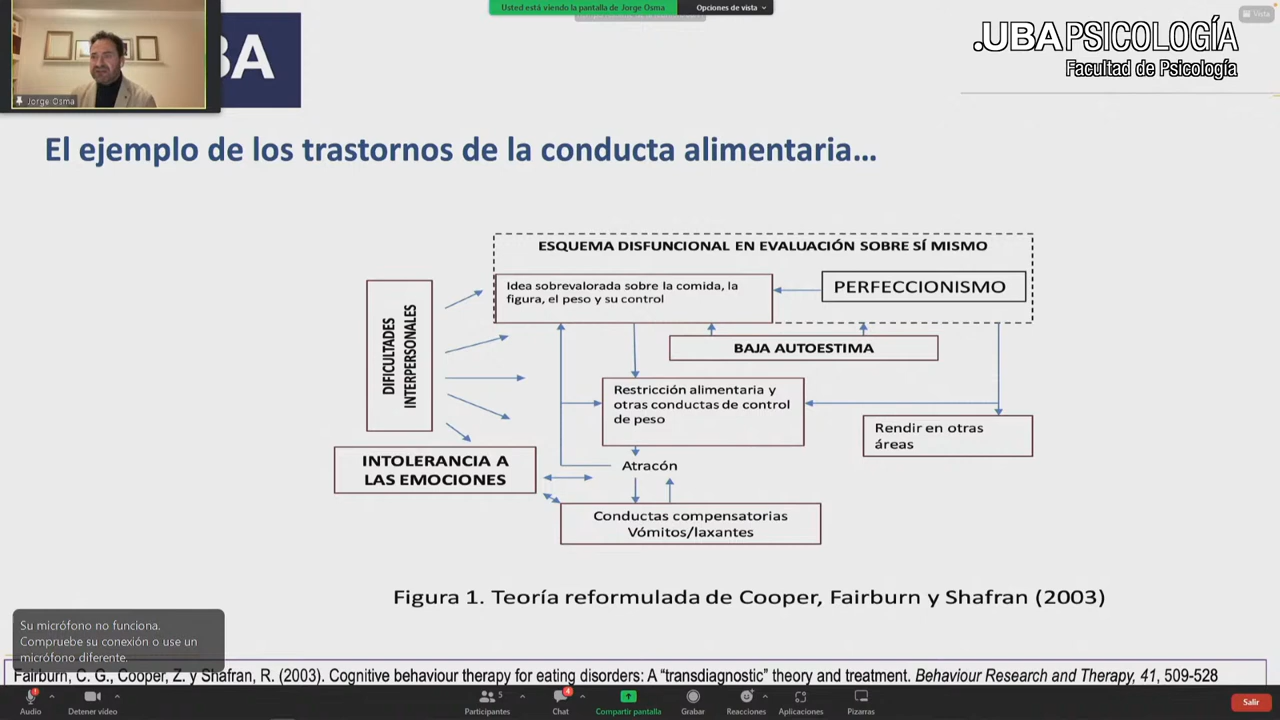 Usted está viendo la pantalla de Jorge Osma
Opciones de vista
Vista
BA
Jorge Osma
.UBAPSICOLOGÍA
Facultad de Psicología
El ejemplo de los trastornos de la conducta alimentaria...
ESQUEMA DISFUNCIONAL EN EVALUACIÓN SOBRE SÍ MISMO
Idea sobrevalorada sobre la comida, la
figura, el peso y su control
PERFECCIONISMO
DIFICULTADES
INTERPERSONALES
BAJA AUTOESTIMA
Restricción alimentaria y
otras conductas de control
de peso
Rendir en otras
áreas
INTOLERANCIA A
LAS EMOCIONES
Atracón
Conductas compensatorias
Vómitos/laxantes
Figura 1. Teoría reformulada de Cooper, Fairburn y Shafran (2003)
Su micrófono no funciona.
Compruebe su conexión o use un
micrófono diferente.
Fairburn, C. G., Cooper, Z. y Shafran, R. (2003). Cognitive behaviour therapy for eating disorders: A “transdiagnostic” theory and treatment. Behaviour Research and Therapy, 41, 509-528
Audio
Detener video
5
Participantes
4
Chat
Compartir pantalla
Grabar
Reacciones
Aplicaciones
Pizarras
Salir